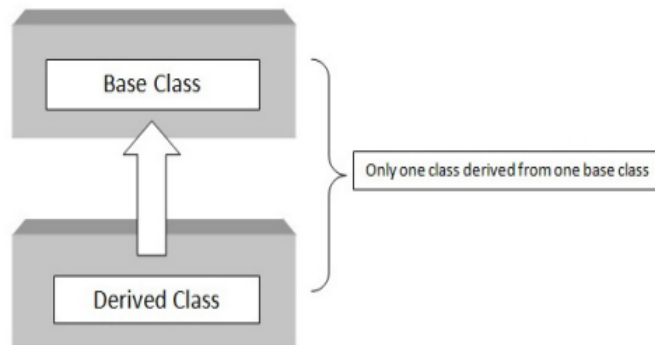 Base Class
Only one class derived from one base class
Derived Class